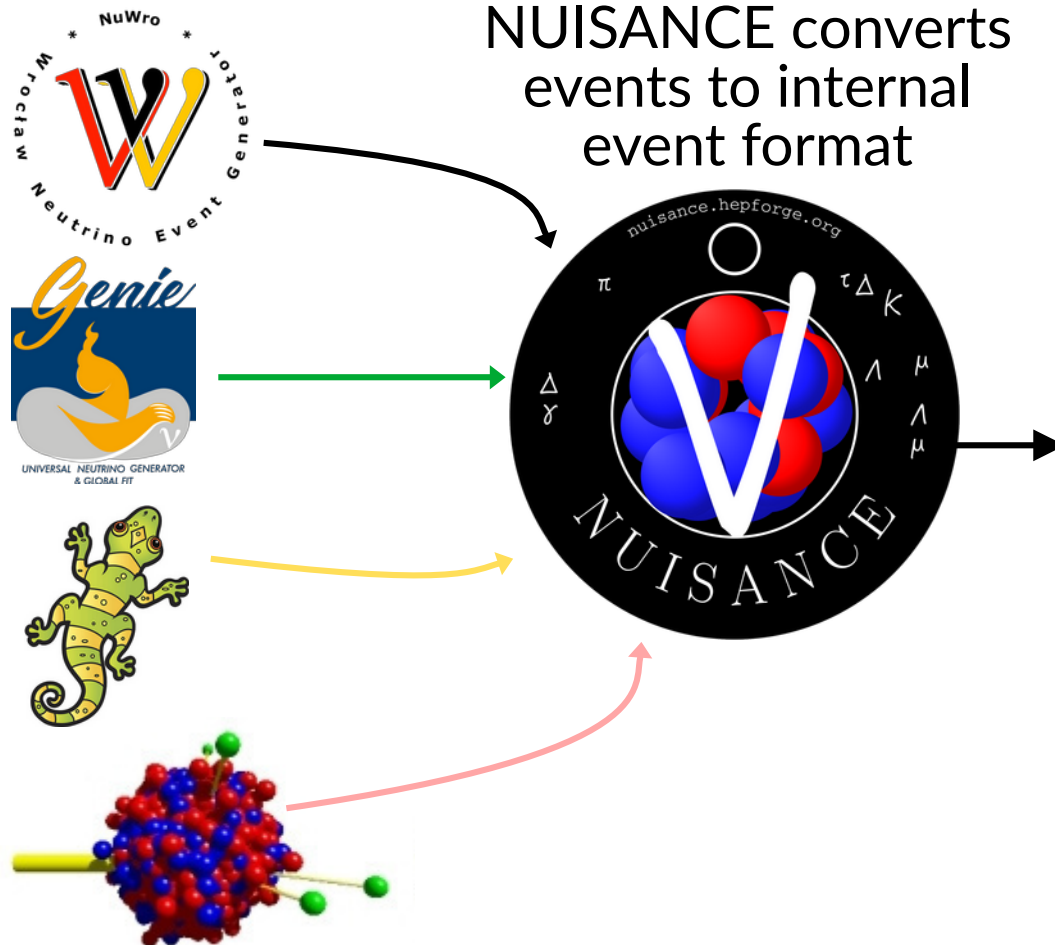 * NuWro *
Wrocław Neutrino Event Generator
NUISANCE converts
events to internal
event format
nuisance.hepforge.org
π
τ Δ K
Δ
γ
Λ μ
Λ
μ
ν
NUISANCE
Genie
ν
UNIVERSAL NEUTRINO GENERATOR
& GLOBAL FIT